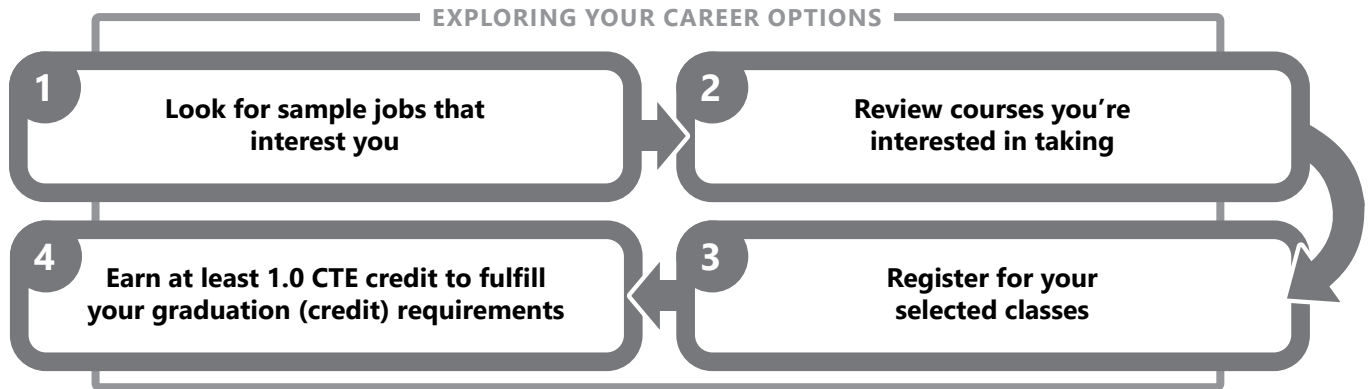 EXPLORING YOUR CAREER OPTIONS
1
Look for sample jobs that
interest you
2
Review courses you’re
interested in taking
3
Register for your
selected classes
4
Earn at least 1.0 CTE credit to fulfill
your graduation (credit) requirements